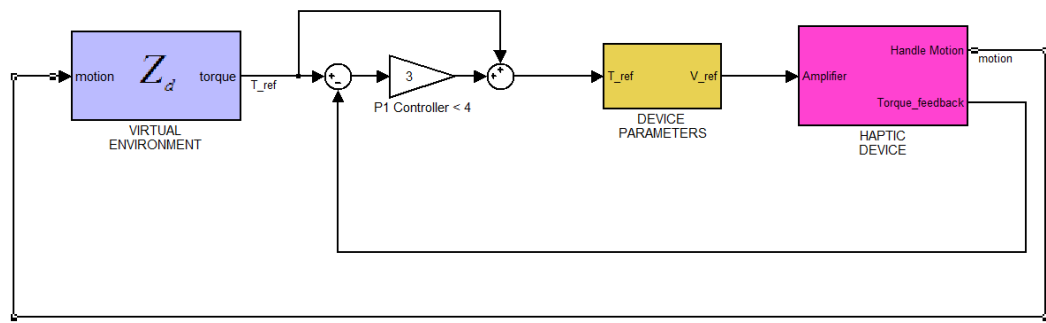 motion
Z_d
torque
VIRTUAL
ENVIRONMENT
T_ref
+
-
3
P1 Controller < 4
+
+
T_ref
V_ref
DEVICE
PARAMETERS
Amplifier
Handle Motion
Torque_feedback
HAPTIC
DEVICE
motion